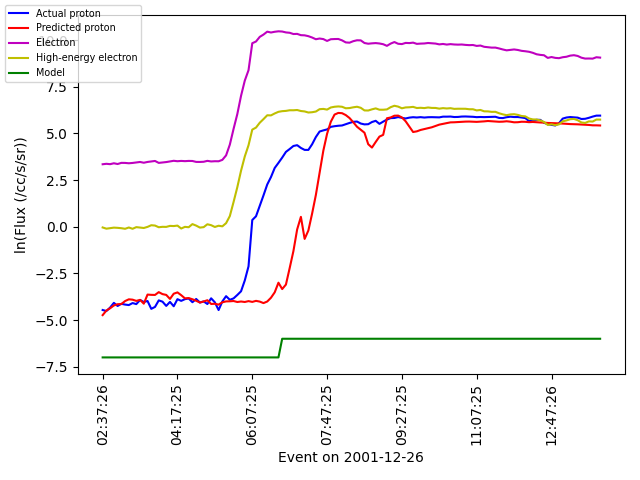 Actual proton
Predicted proton
Electron
High-energy electron
Model
10.0
7.5
5.0
2.5
0.0
−2.5
−5.0
−7.5
ln(Flux (/cc/s/sr))
02:37:26
04:17:25
06:07:25
07:47:25
09:27:25
11:07:25
12:47:26
Event on 2001-12-26